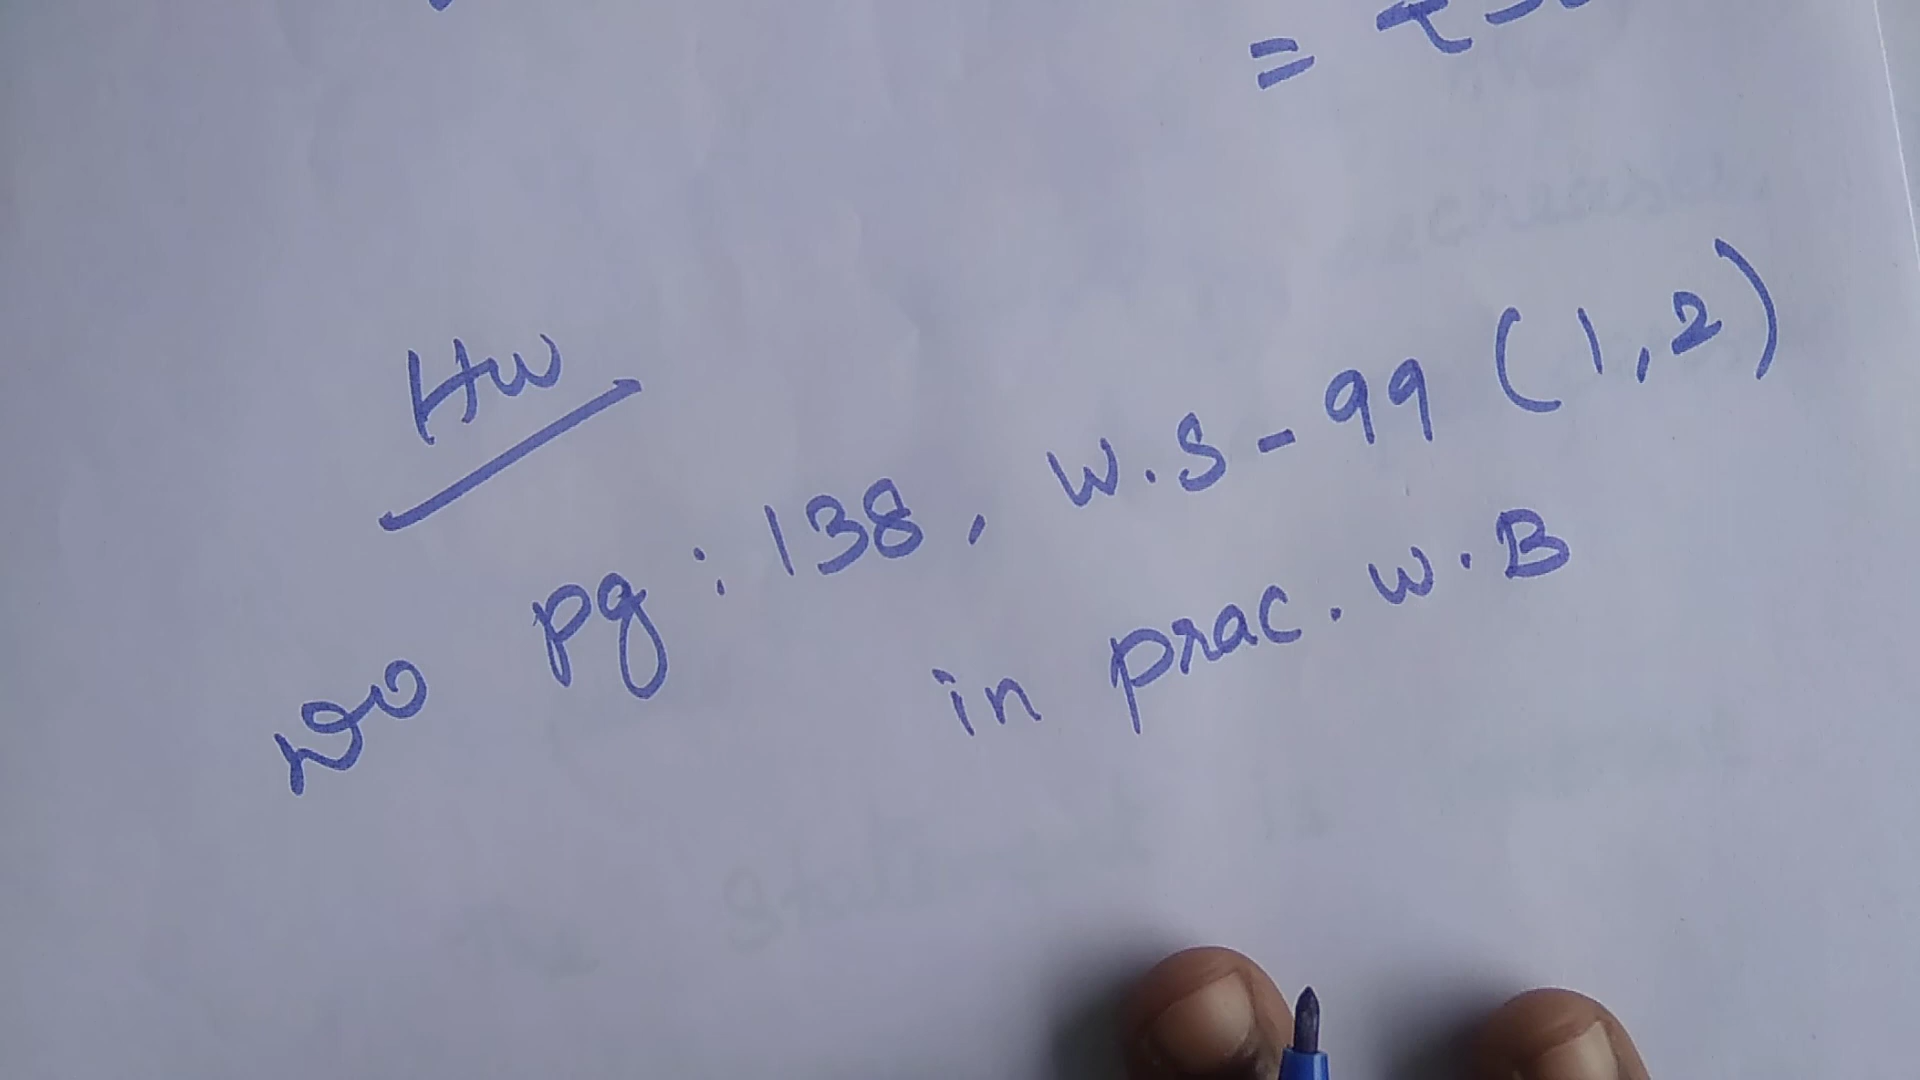 Hw
Do pg : 138, W.S - 99 (1,2)
in prac. W.B